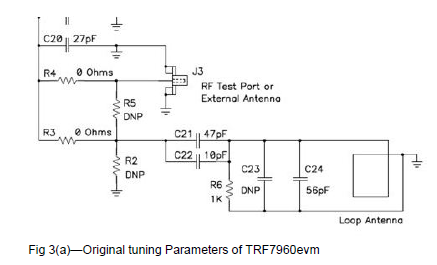 C20 27pF
R4 0 Ohms
J3
RF Test Port or
External Antenna
R5
DNP
R3 0 Ohms
C21 47pF
C22 10pF
R2
DNP
C23
DNP
C24
56pF
R6
1K
Loop Antenna
Fig 3(a)—Original tuning Parameters of TRF7960evm